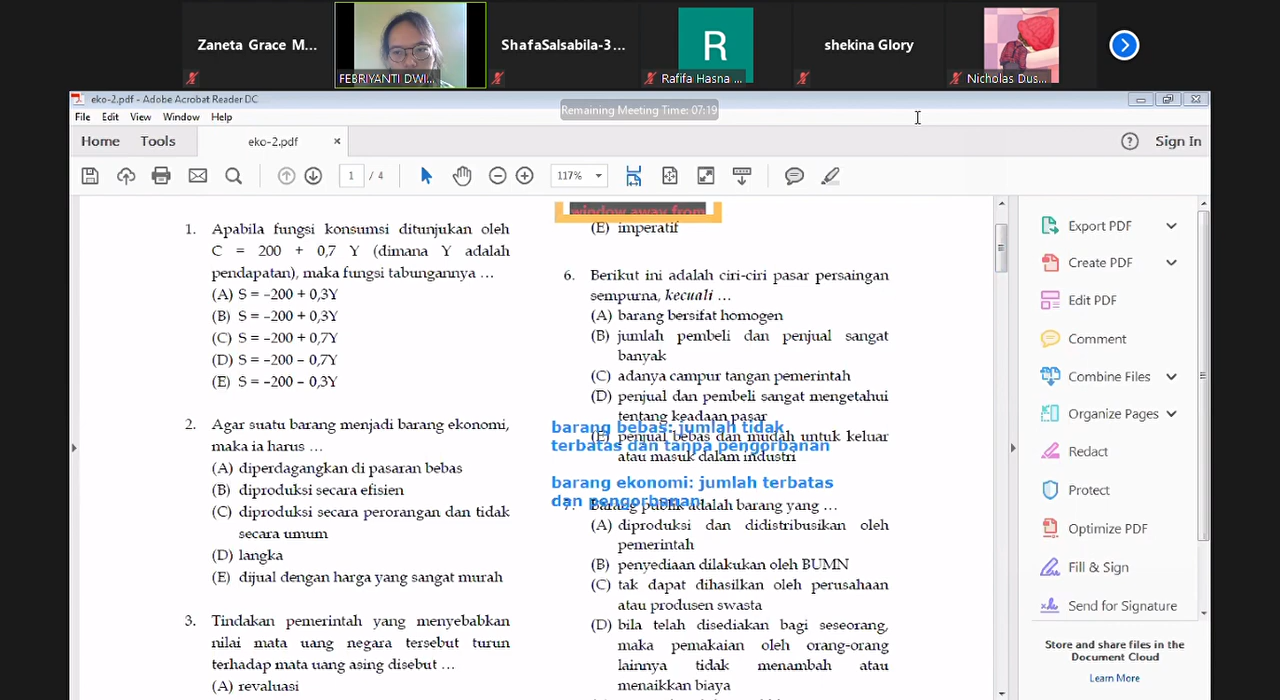 Zaneta Grace M...
FEBRIYANTI DWI...
ShafaSalsabila-3...
R
Rafifa Hasna ...
shekina Glory
Nicholas Dus...
eko-2.pdf - Adobe Acrobat Reader DC
Remaining Meeting Time: 07:19
File Edit View Window Help
Home Tools eko-2.pdf × Sign In
1 / 4 117%
1. Apabila fungsi konsumsi ditunjukan oleh
C = 200 + 0,7 Y (dimana Y adalah
pendapatan), maka fungsi tabungannya …
(A) S = –200 + 0,3Y
(B) S = –200 + 0,3Y
(C) S = –200 + 0,7Y
(D) S = –200 – 0,7Y
(E) S = –200 – 0,3Y
2. Agar suatu barang menjadi barang ekonomi,
maka ia harus …
(A) diperdagangkan di pasaran bebas
(B) diproduksi secara efisien
(C) diproduksi secara perorangan dan tidak
secara umum
(D) langka
(E) dijual dengan harga yang sangat murah
3. Tindakan pemerintah yang menyebabkan
nilai mata uang negara tersebut turun
terhadap mata uang asing disebut …
(A) revaluasi
window away from
(E) imperatif
6. Berikut ini adalah ciri-ciri pasar persaingan
sempurna, kecuali …
(A) barang bersifat homogen
(B) jumlah pembeli dan penjual sangat
banyak
(C) adanya campur tangan pemerintah
(D) penjual dan pembeli sangat mengetahui
tentang keadaan pasar
(E) penjual bebas dan mudah untuk keluar
atau masuk dalam industri
barang bebas: jumlah tidak
terbatas dan tanpa pengorbanan
barang ekonomi: jumlah terbatas
dan pengorbanan
7. Barang publik adalah barang yang …
(A) diproduksi dan didistribusikan oleh
pemerintah
(B) penyediaan dilakukan oleh BUMN
(C) tak dapat dihasilkan oleh perusahaan
atau produsen swasta
(D) bila telah disediakan bagi seseorang,
maka pemakaian oleh orang-orang
lainnya tidak menambah atau
menaikkan biaya
Export PDF
Create PDF
Edit PDF
Comment
Combine Files
Organize Pages
Redact
Protect
Optimize PDF
Fill & Sign
Send for Signature
Store and share files in the
Document Cloud
Learn More